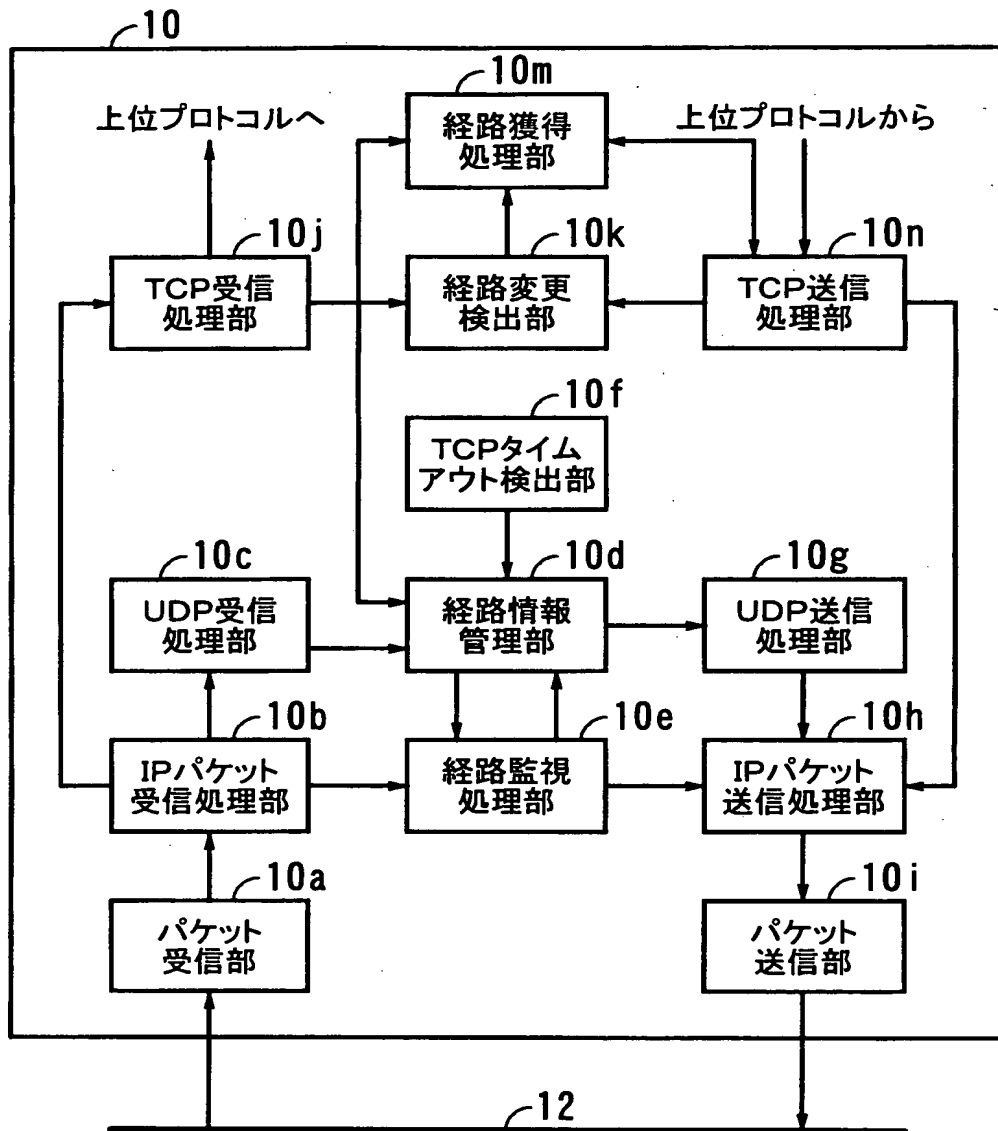 10
10m
上位プロトコルへ
経路獲得
処理部
上位プロトコルから
10j
TCP受信
処理部
10k
経路変更
検出部
10n
TCP送信
処理部
10f
TCPタイム
アウト検出部
10c
UDP受信
処理部
10d
経路情報
管理部
10g
UDP送信
処理部
10b
IPパケット
受信処理部
10e
経路監視
処理部
10h
IPパケット
送信処理部
10a
パケット
受信部
10i
パケット
送信部
12